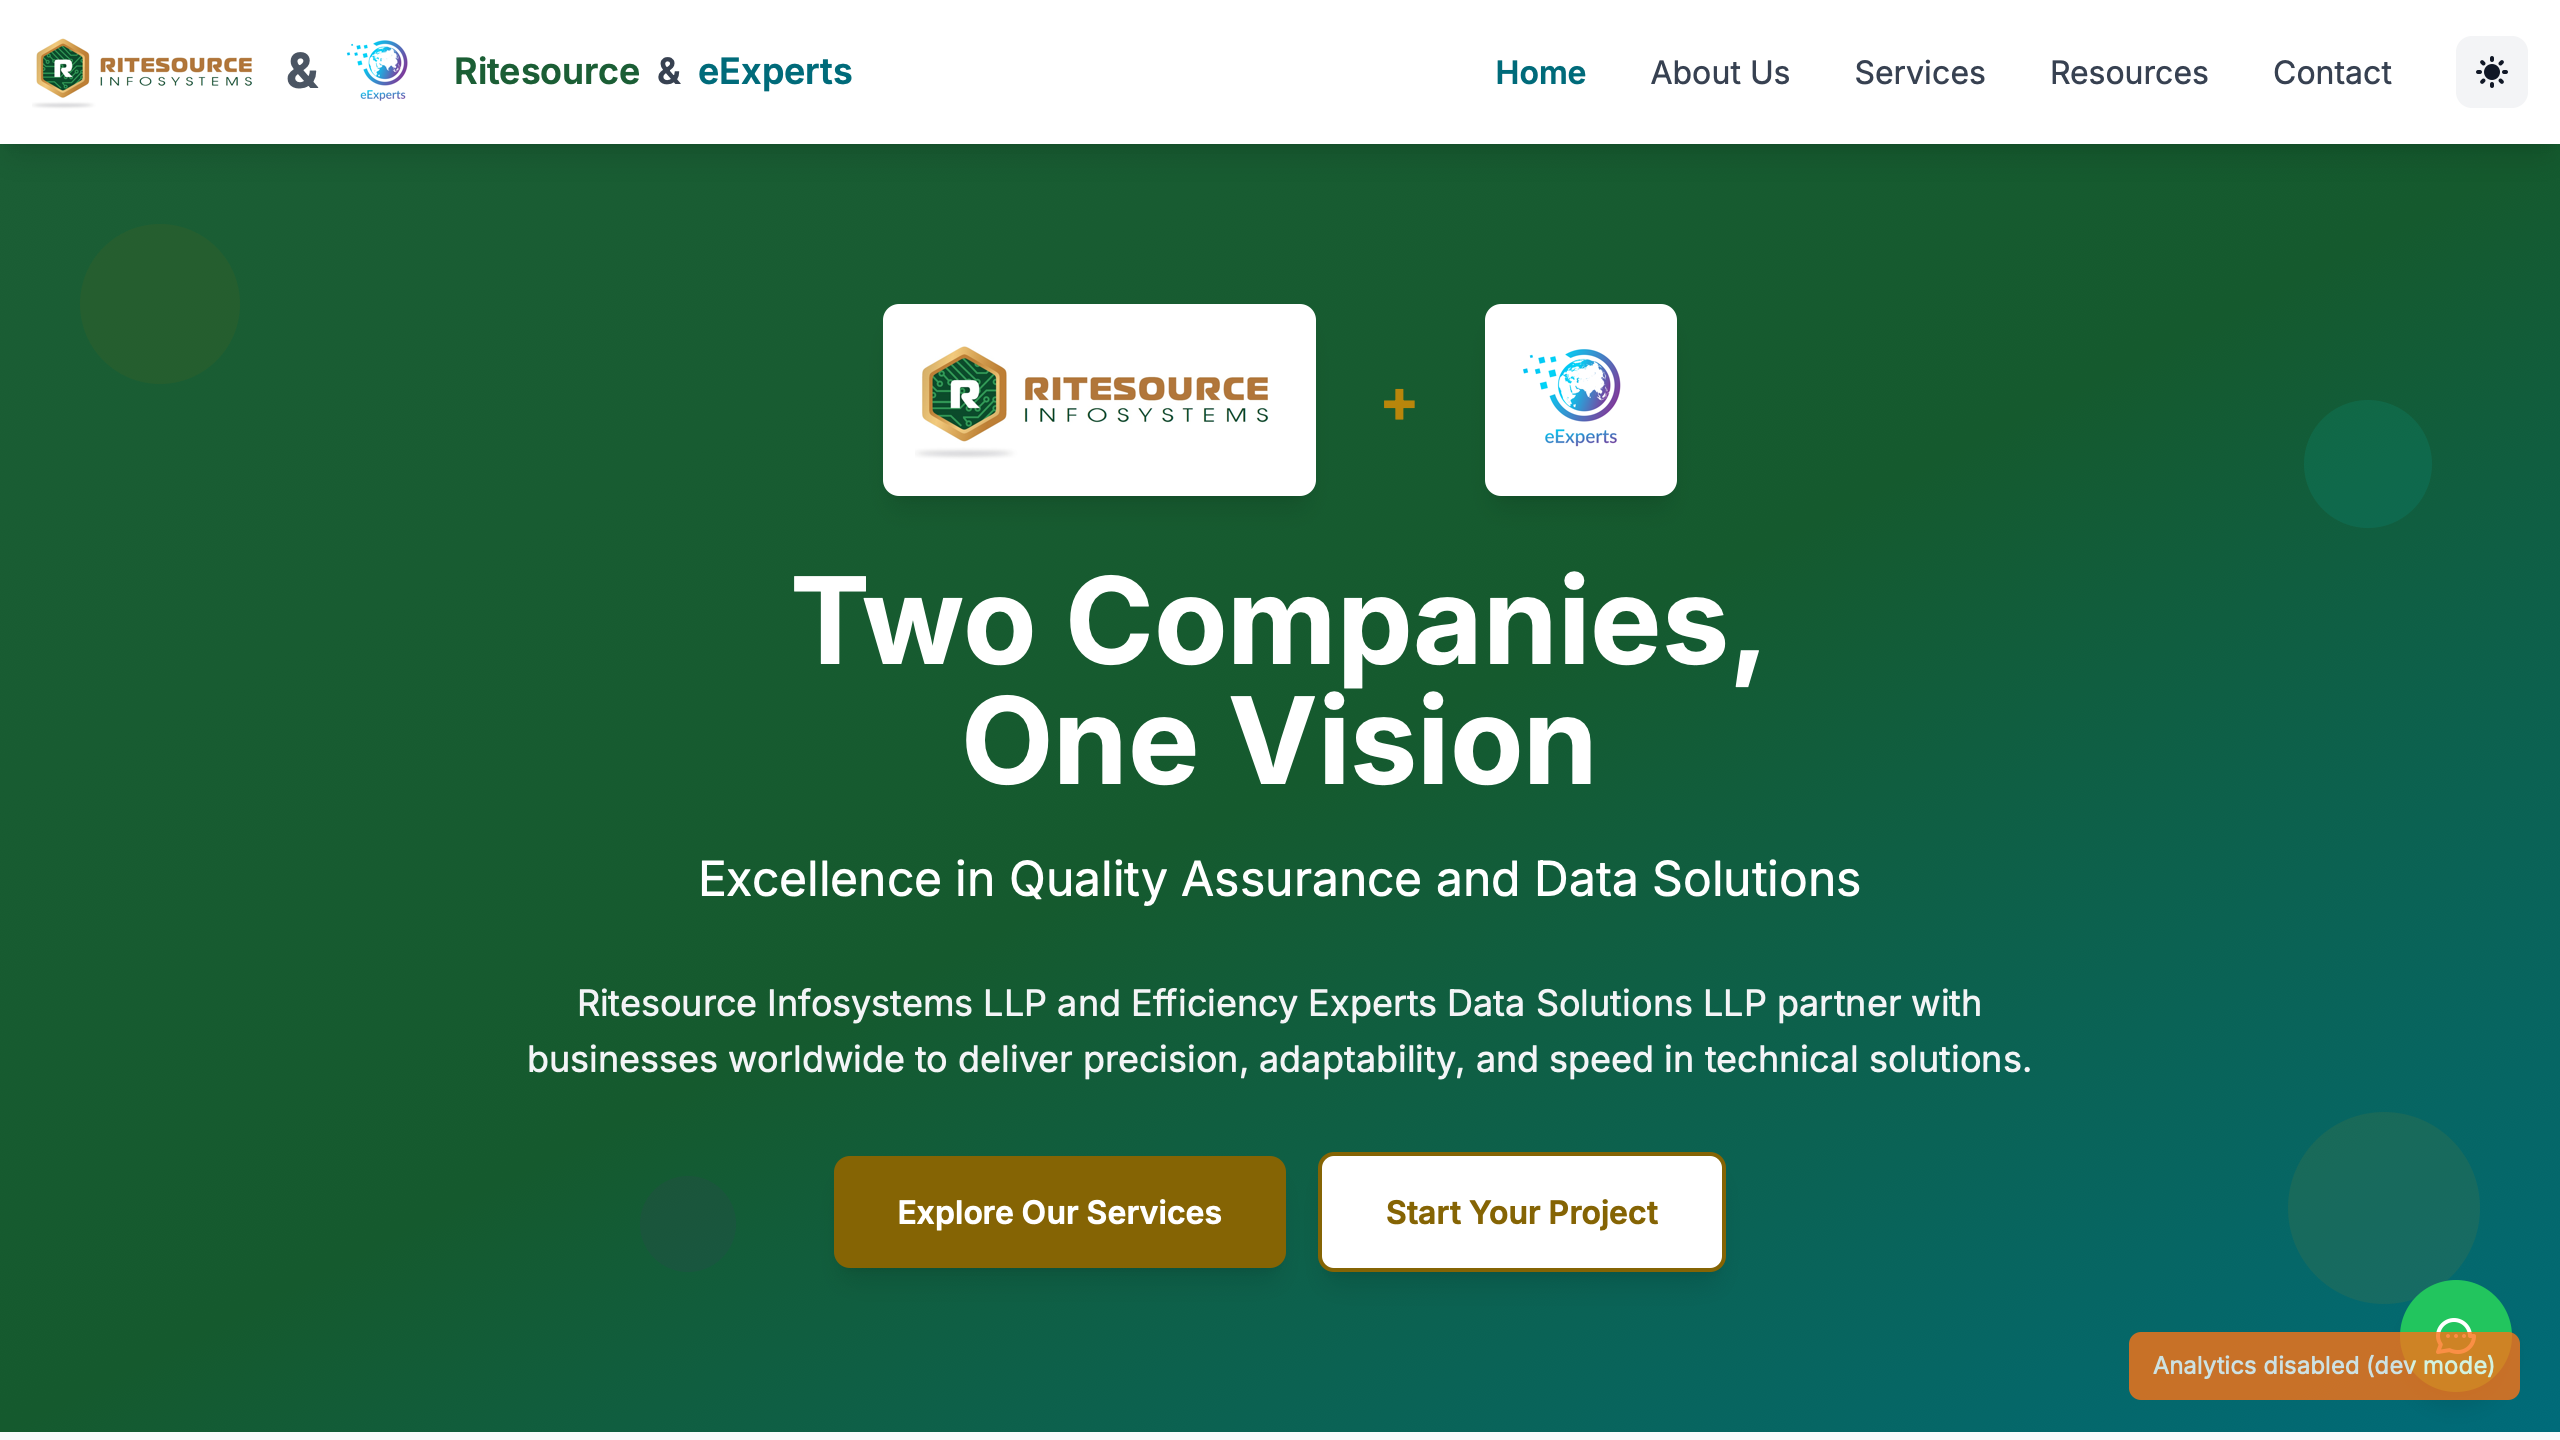 R RITESOURCE
INFOSYSTEMS
&
eExperts
Ritesource & eExperts
Home
About Us
Services
Resources
Contact
R RITESOURCE
INFOSYSTEMS
+
eExperts
Two Companies,
One Vision
Excellence in Quality Assurance and Data Solutions
Ritesource Infosystems LLP and Efficiency Experts Data Solutions LLP partner with
businesses worldwide to deliver precision, adaptability, and speed in technical solutions.
Explore Our Services
Start Your Project
Analytics disabled (dev mode)